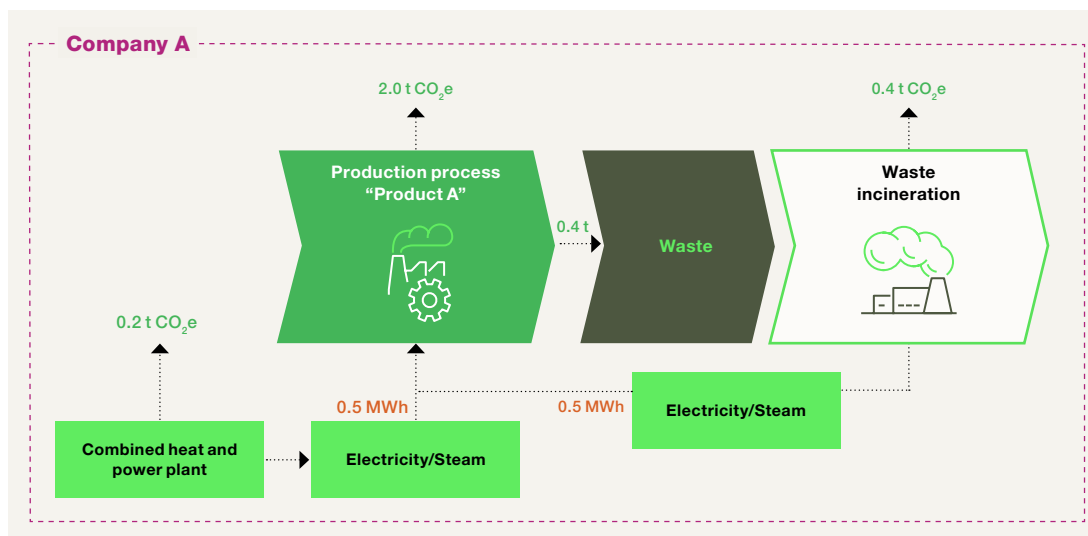 Company A
2.0 t CO₂e
0.4 t CO₂e
Production process
“Product A”
Waste
incineration
0.4 t
Waste
0.2 t CO₂e
0.5 MWh
0.5 MWh
Electricity/Steam
Combined heat and
power plant
Electricity/Steam